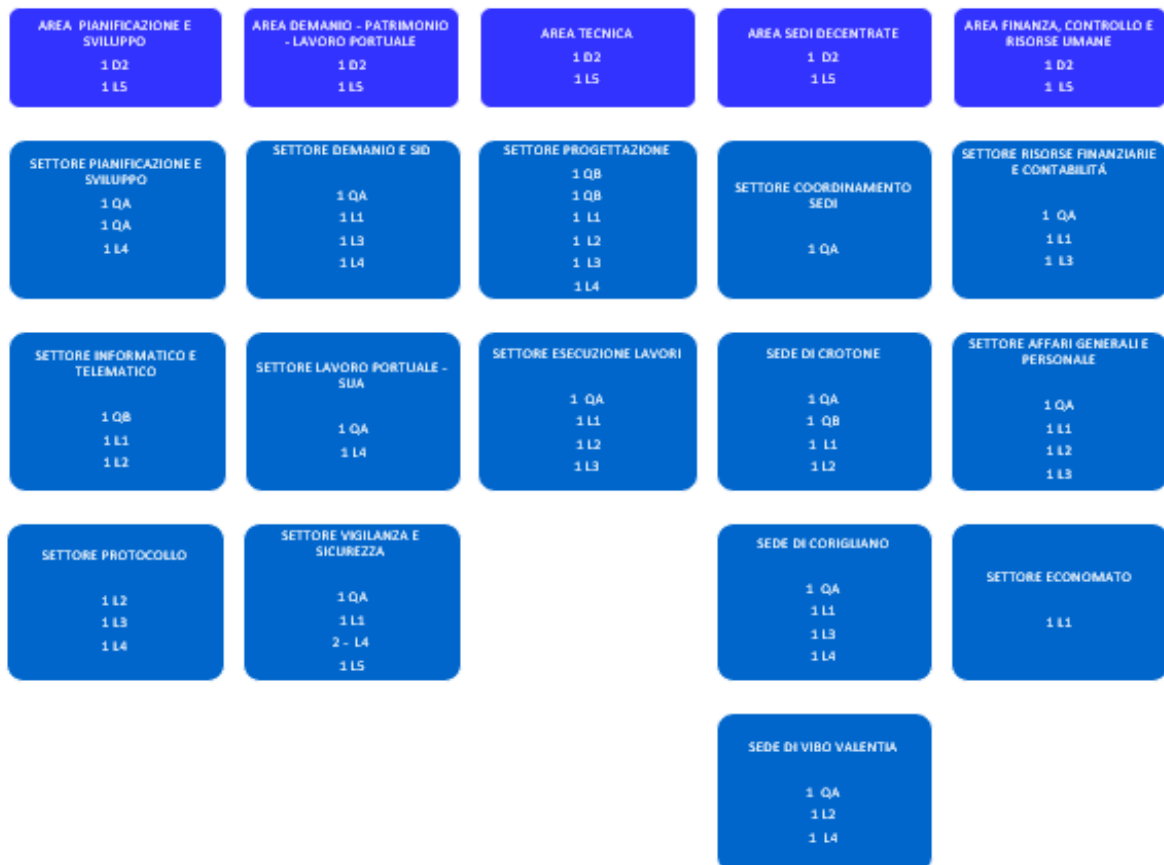 AREA PIANIFICAZIONE E
SVILUPPO
1 D2
1 L5
AREA DEMANIO - PATRIMONIO
- LAVORO PORTUALE
1 D2
1 L5
AREA TECNICA
1 D2
1 L5
AREA SEDI DECENTRATE
1 D2
1 L5
AREA FINANZA, CONTROLLO E
RISORSE UMANE
1 D2
1 L5
SETTORE PIANIFICAZIONE E
SVILUPPO
1 QA
1 QA
1 L4
SETTORE DEMANIO E SID
1 QA
1 L1
1 L3
1 L4
SETTORE PROGETTAZIONE
1 QB
1 QB
1 L1
1 L2
1 L3
1 L4
SETTORE COORDINAMENTO
SEDI
1 QA
SETTORE RISORSE FINANZIARIE
E CONTABILITÁ
1 QA
1 L1
1 L3
SETTORE INFORMATICO E
TELEMATICO
1 QB
1 L1
1 L2
SETTORE LAVORO PORTUALE -
SUA
1 QA
1 L4
SETTORE ESECUZIONE LAVORI
1 QA
1 L1
1 L2
1 L3
SEDE DI CROTONE
1 QA
1 QB
1 L1
1 L2
SETTORE AFFARI GENERALI E
PERSONALE
1 QA
1 L1
1 L2
1 L3
SETTORE PROTOCOLLO
1 L2
1 L3
1 L4
SETTORE VIGILANZA E
SICUREZZA
1 QA
1 L1
2 - L4
1 L5
SEDE DI CORIGLIANO
1 QA
1 L1
1 L3
1 L4
SETTORE ECONOMATO
1 L1
SEDE DI VIBO VALENTIA
1 QA
1 L2
1 L4